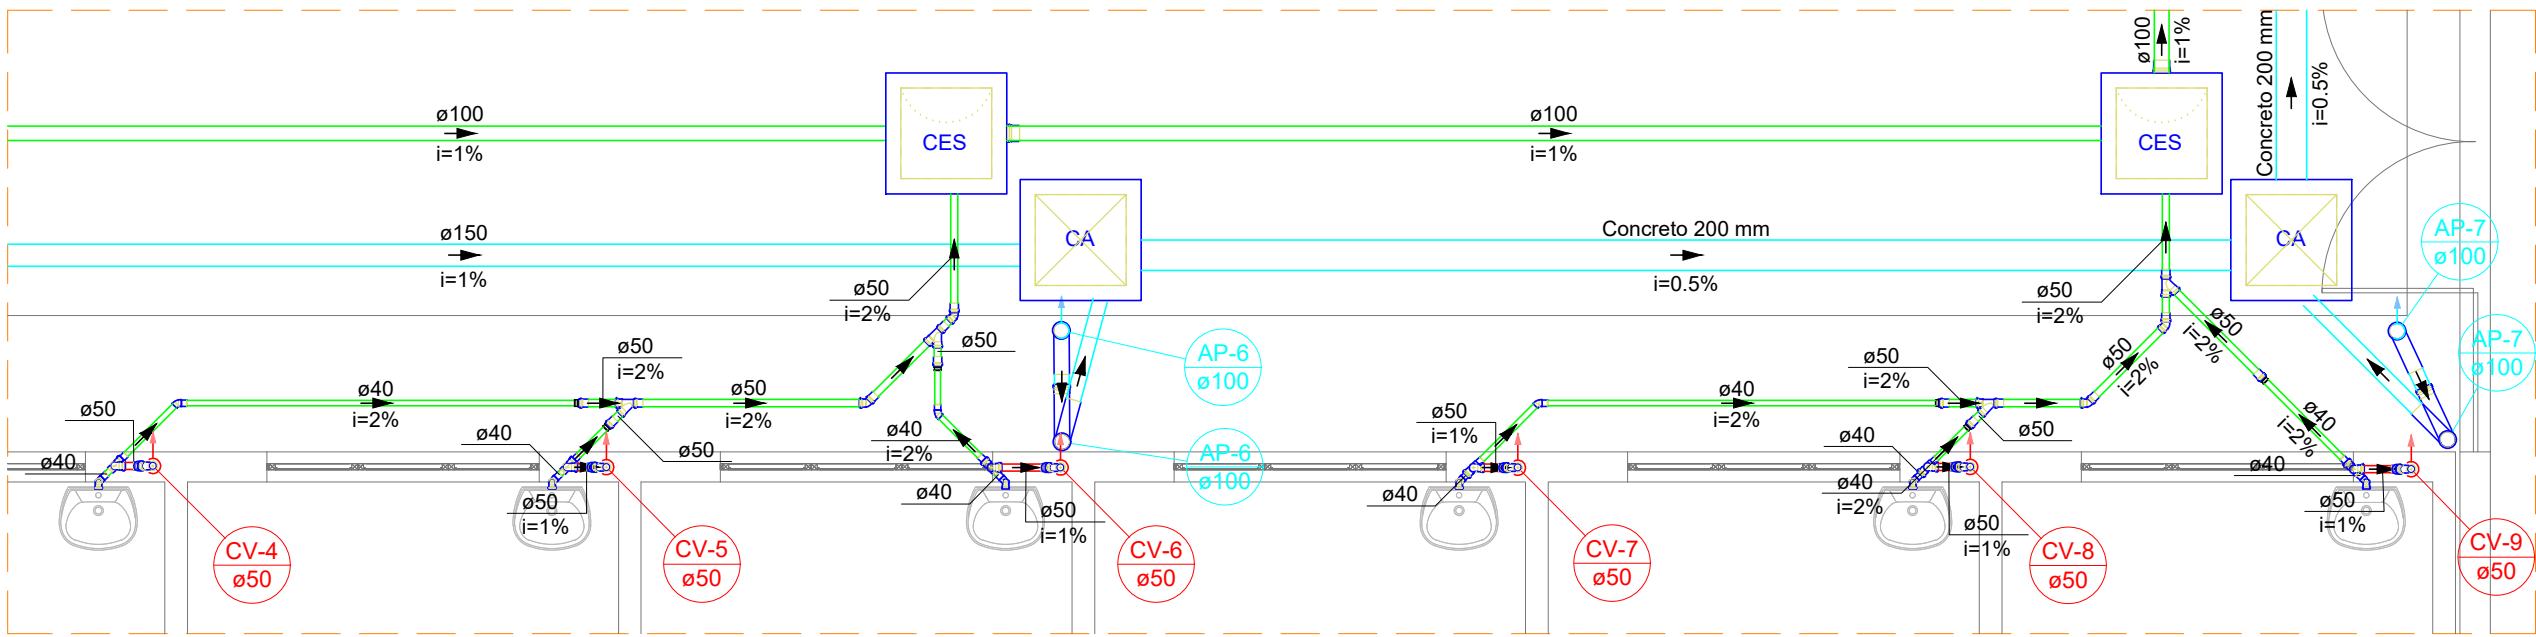 ø100
i=1%
CES
ø100
i=1%
ø100
i=1%
CES
Concreto 200 mm
i=0.5%
ø150
i=1%
CA
Concreto 200 mm
i=0.5%
CA
AP-7
ø100
ø50
i=2%
ø50
i=2%
ø50
i=2%
ø50
AP-6
ø100
ø50
i=2%
AP-7
ø100
ø50
i=2%
ø50
i=2%
ø40
i=2%
ø50
i=2%
ø40
i=2%
ø50
ø40
ø50
ø40
i=2%
ø50
i=1%
ø40
ø50
ø40
i=2%
AP-6
ø100
ø40
ø50
i=1%
ø40
ø50
i=1%
ø40
ø40
i=2%
ø50
i=1%
ø40
ø50
i=1%
CV-4
ø50
CV-5
ø50
CV-6
ø50
CV-7
ø50
CV-8
ø50
CV-9
ø50